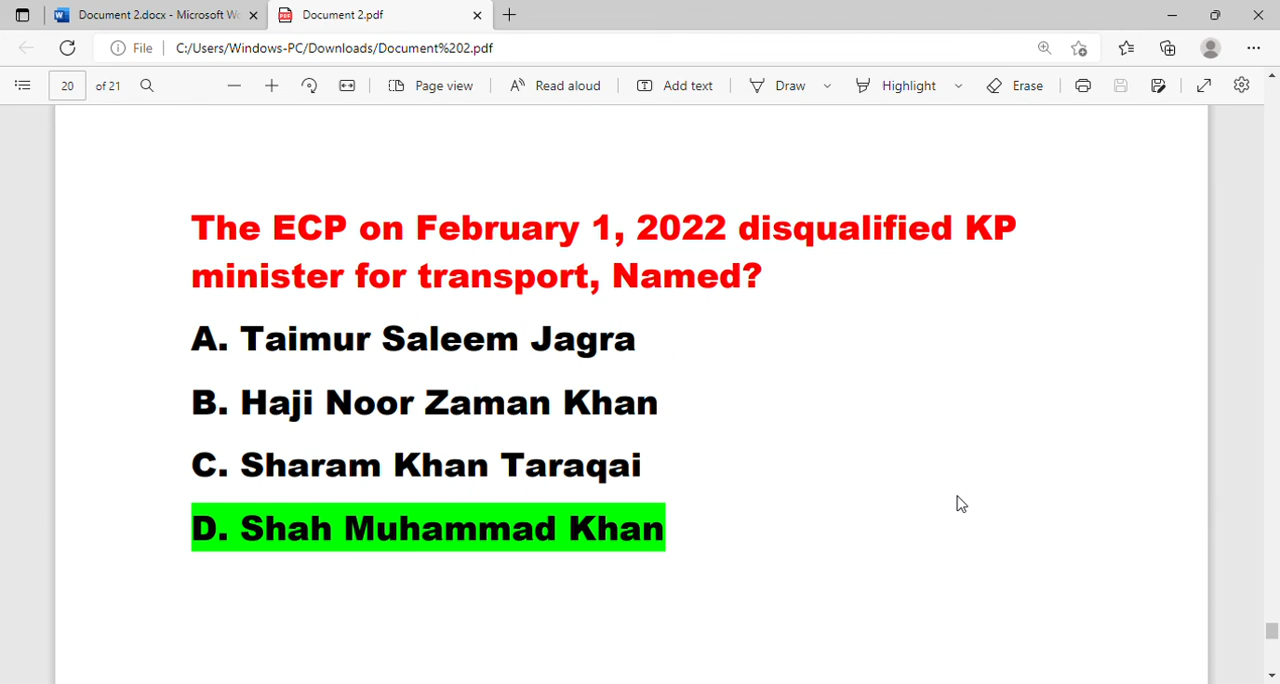 Document 2.docx - Microsoft W
Document 2.pdf
File
C:/Users/Windows-PC/Downloads/Document%202.pdf
20 of 21
Page view
Read aloud
Add text
Draw
Highlight
Erase
The ECP on February 1, 2022 disqualified KP
minister for transport, Named?
A. Taimur Saleem Jagra
B. Haji Noor Zaman Khan
C. Sharam Khan Taraqai
D. Shah Muhammad Khan